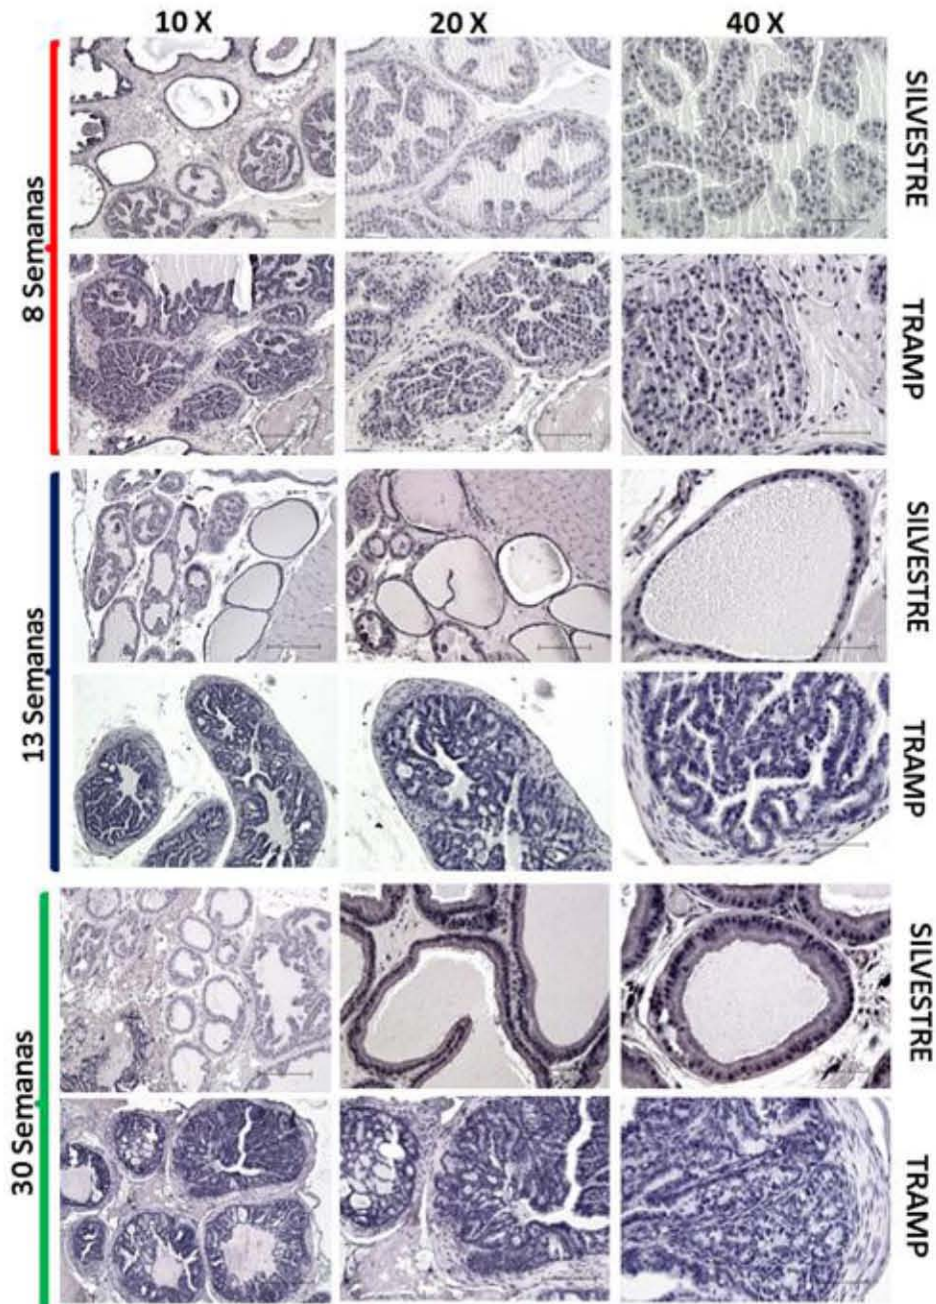 10 X 20 X 40 X
8 Semanas
SILVESTRE
TRAMP
13 Semanas
SILVESTRE
TRAMP
30 Semanas
SILVESTRE
TRAMP